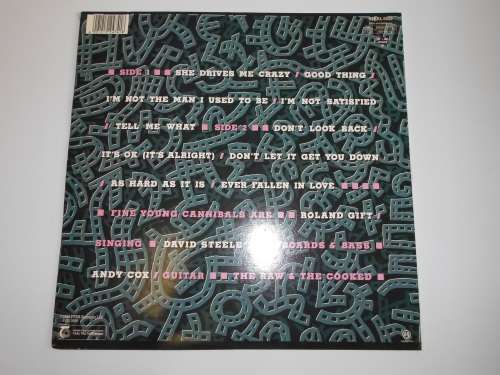 SIDE 1 SHE DRIVES ME CRAZY / GOOD THING /
I'M NOT THE MAN I USED TO BE / I'M NOT SATISFIED
/ TELL ME WHAT SIDE 2 DON'T LOOK BACK /
IT'S OK (IT'S ALRIGHT) / DON'T LET IT GET YOU DOWN
/ AS HARD AS IT IS / EVER FALLEN IN LOVE
FINE YOUNG CANNIBALS ARE ROLAND GIFT /
SINGING DAVID STEELE & BASS
ANDY COX / GUITAR THE RAW & THE COOKED